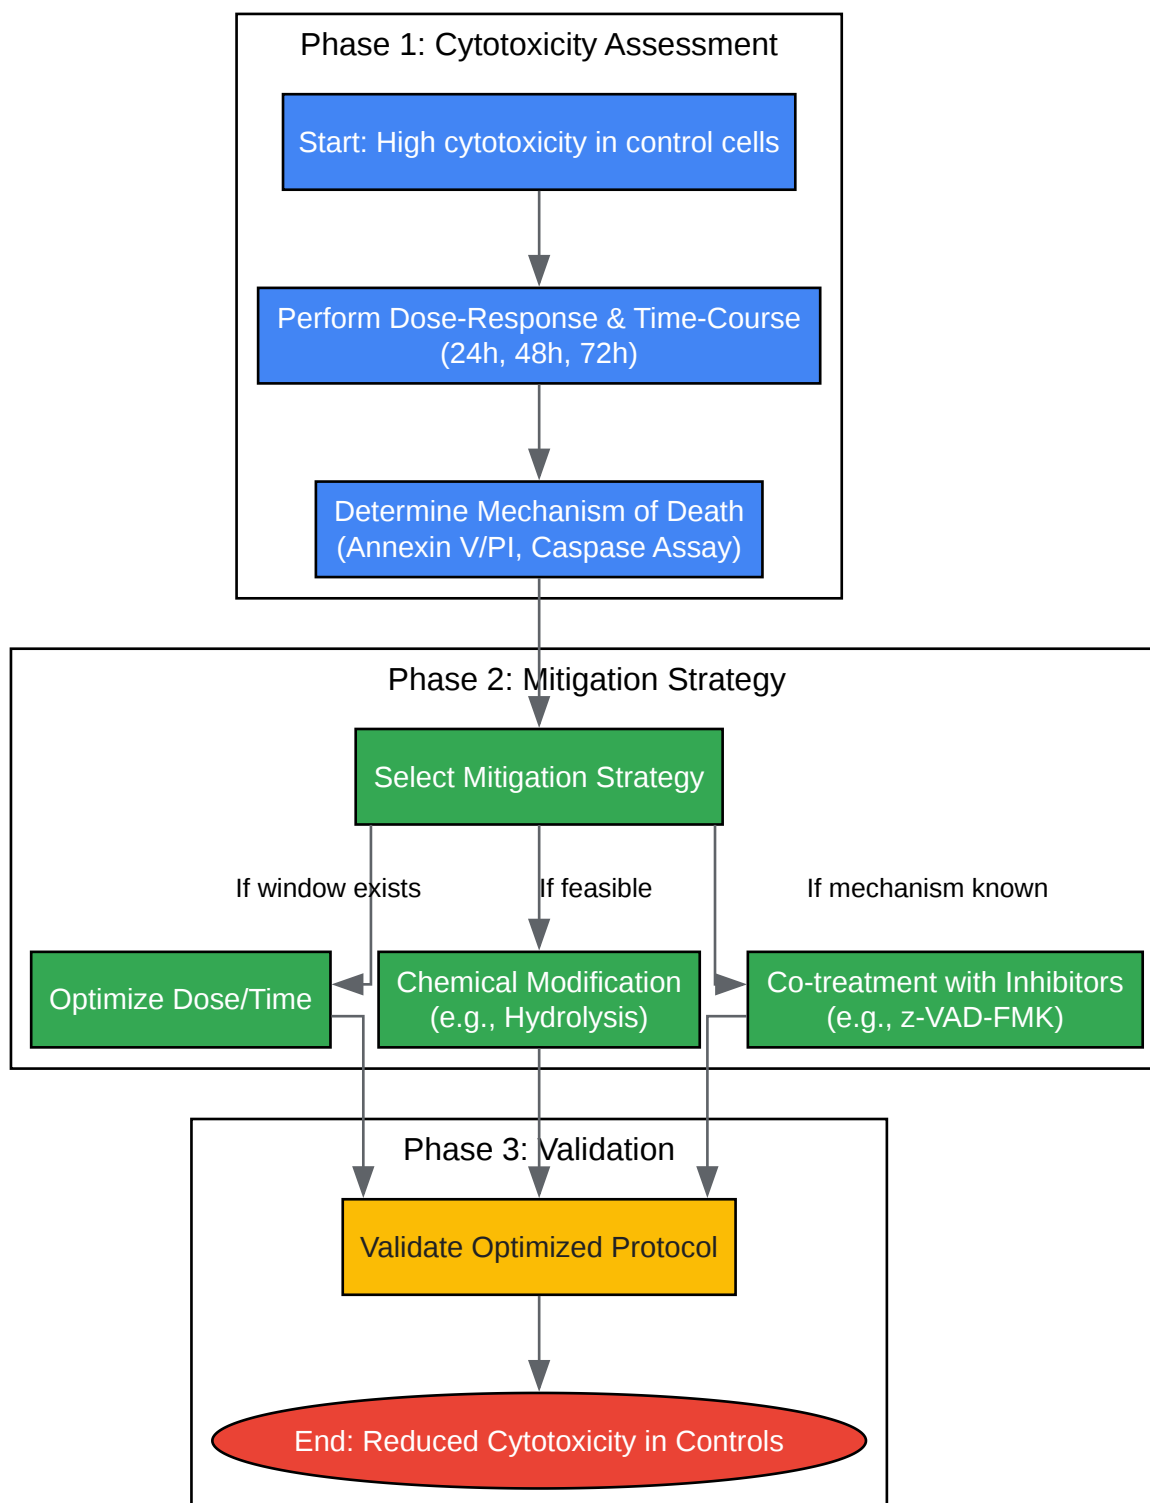 Phase 1: Cytotoxicity Assessment
Start: High cytotoxicity in control cells
Perform Dose-Response & Time-Course
(24h, 48h, 72h)
Determine Mechanism of Death
(Annexin V/PI, Caspase Assay)
Phase 2: Mitigation Strategy
Select Mitigation Strategy
If window exists
If feasible
If mechanism known
Optimize Dose/Time
Chemical Modification
(e.g., Hydrolysis)
Co-treatment with Inhibitors
(e.g., z-VAD-FMK)
Phase 3: Validation
Validate Optimized Protocol
End: Reduced Cytotoxicity in Controls